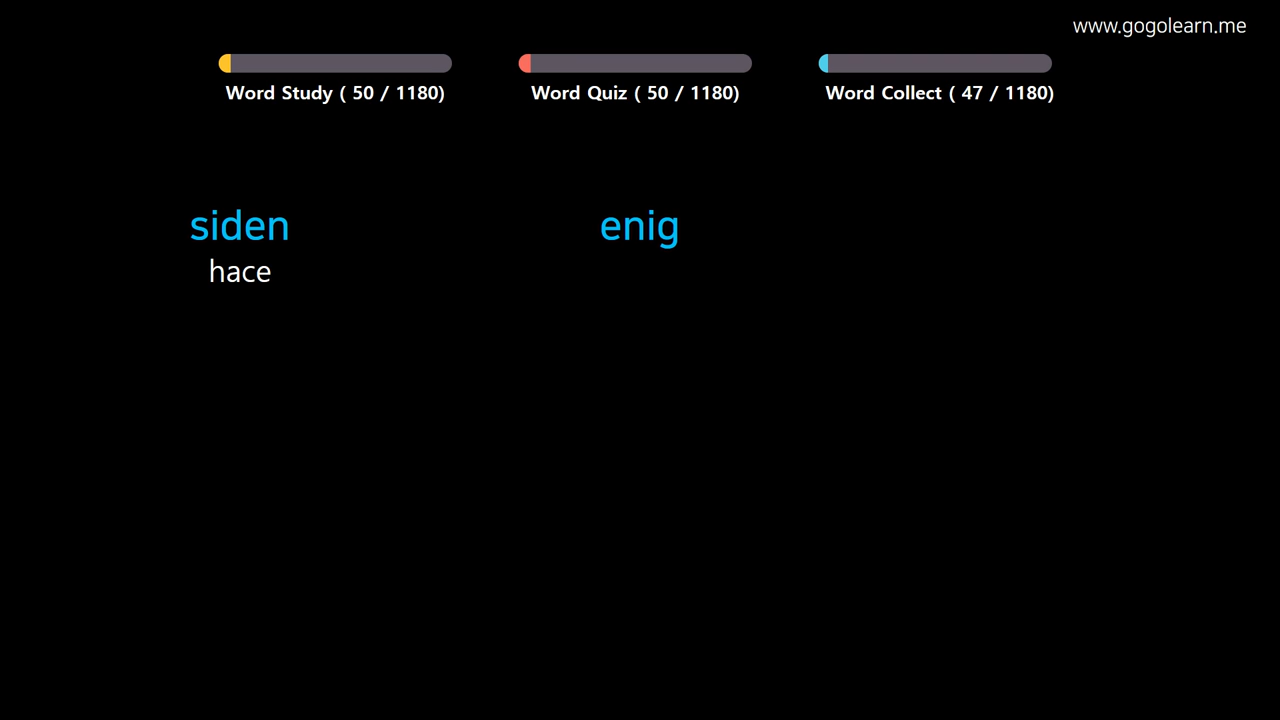 www.gogolearn.me
Word Study ( 50 / 1180)
Word Quiz ( 50 / 1180)
Word Collect ( 47 / 1180)
siden
enig
hace